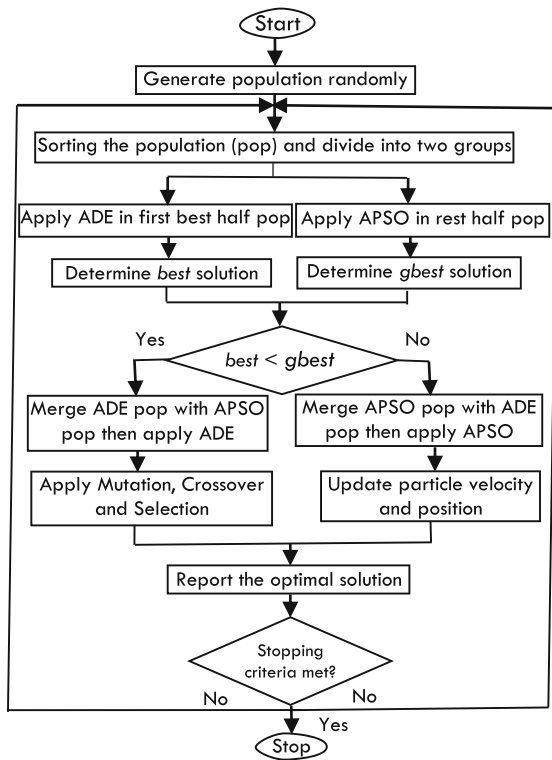 Start
Generate population randomly
Sorting the population (pop) and divide into two groups
Apply ADE in first best half pop
Apply APSO in rest half pop
Determine best solution
Determine gbest solution
Yes
No
best < gbest
Merge ADE pop with APSO
pop then apply ADE
Merge APSO pop with ADE
pop then apply APSO
Apply Mutation, Crossover
and Selection
Update particle velocity
and position
Report the optimal solution
Stopping
criteria met?
No
No
Yes
Stop